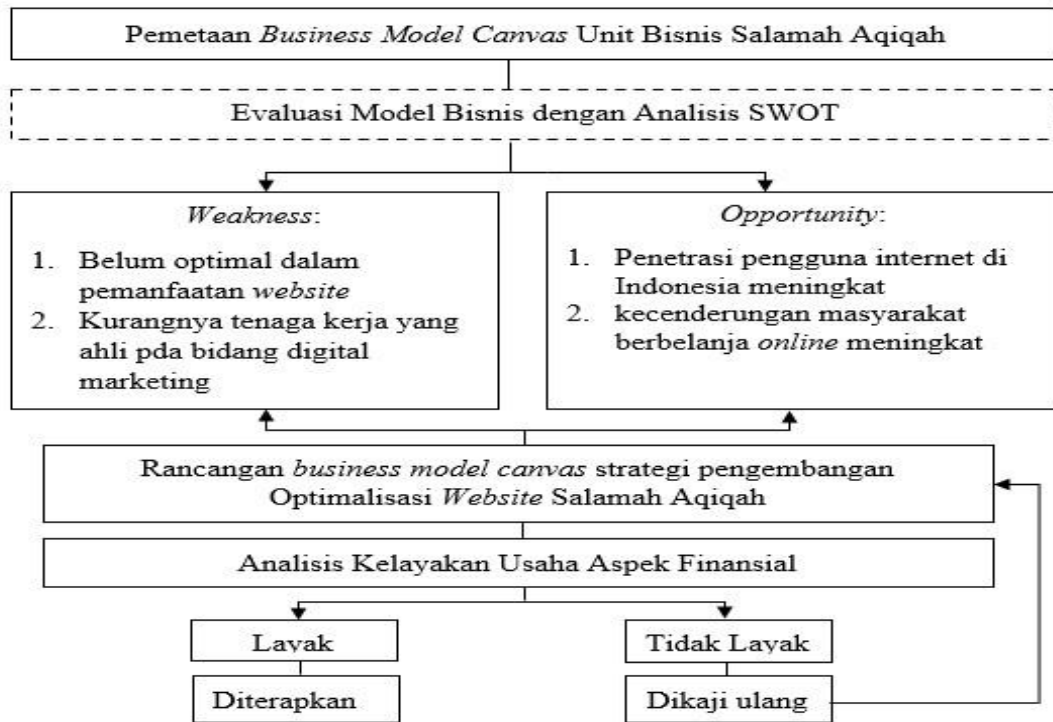 Pemetaan Business Model Canvas Unit Bisnis Salamah Aqiqah
Evaluasi Model Bisnis dengan Analisis SWOT
Weakness:
1. Belum optimal dalam
pemanfaatan website
2. Kurangnya tenaga kerja yang
ahli pda bidang digital
marketing
Opportunity:
1. Penetrasi pengguna internet di
Indonesia meningkat
2. kecenderungan masyarakat
berbelanja online meningkat
Rancangan business model canvas strategi pengembangan
Optimalisasi Website Salamah Aqiqah
Analisis Kelayakan Usaha Aspek Finansial
Layak
Tidak Layak
Diterapkan
Dikaji ulang